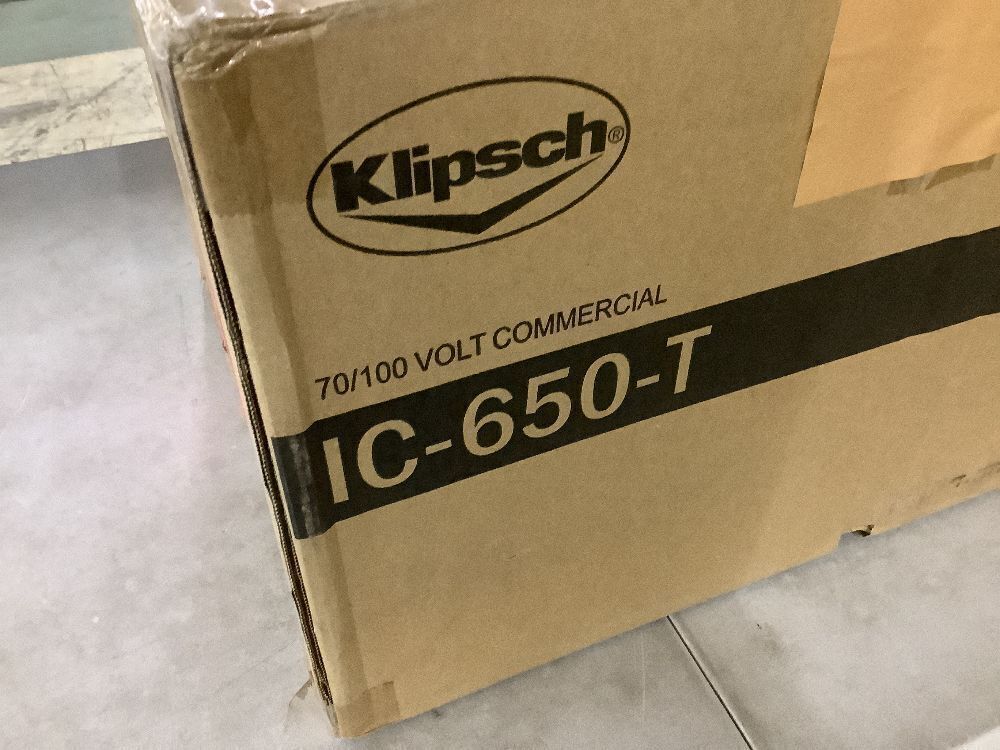 Klipsch®
70/100 VOLT COMMERCIAL
IC-650-T